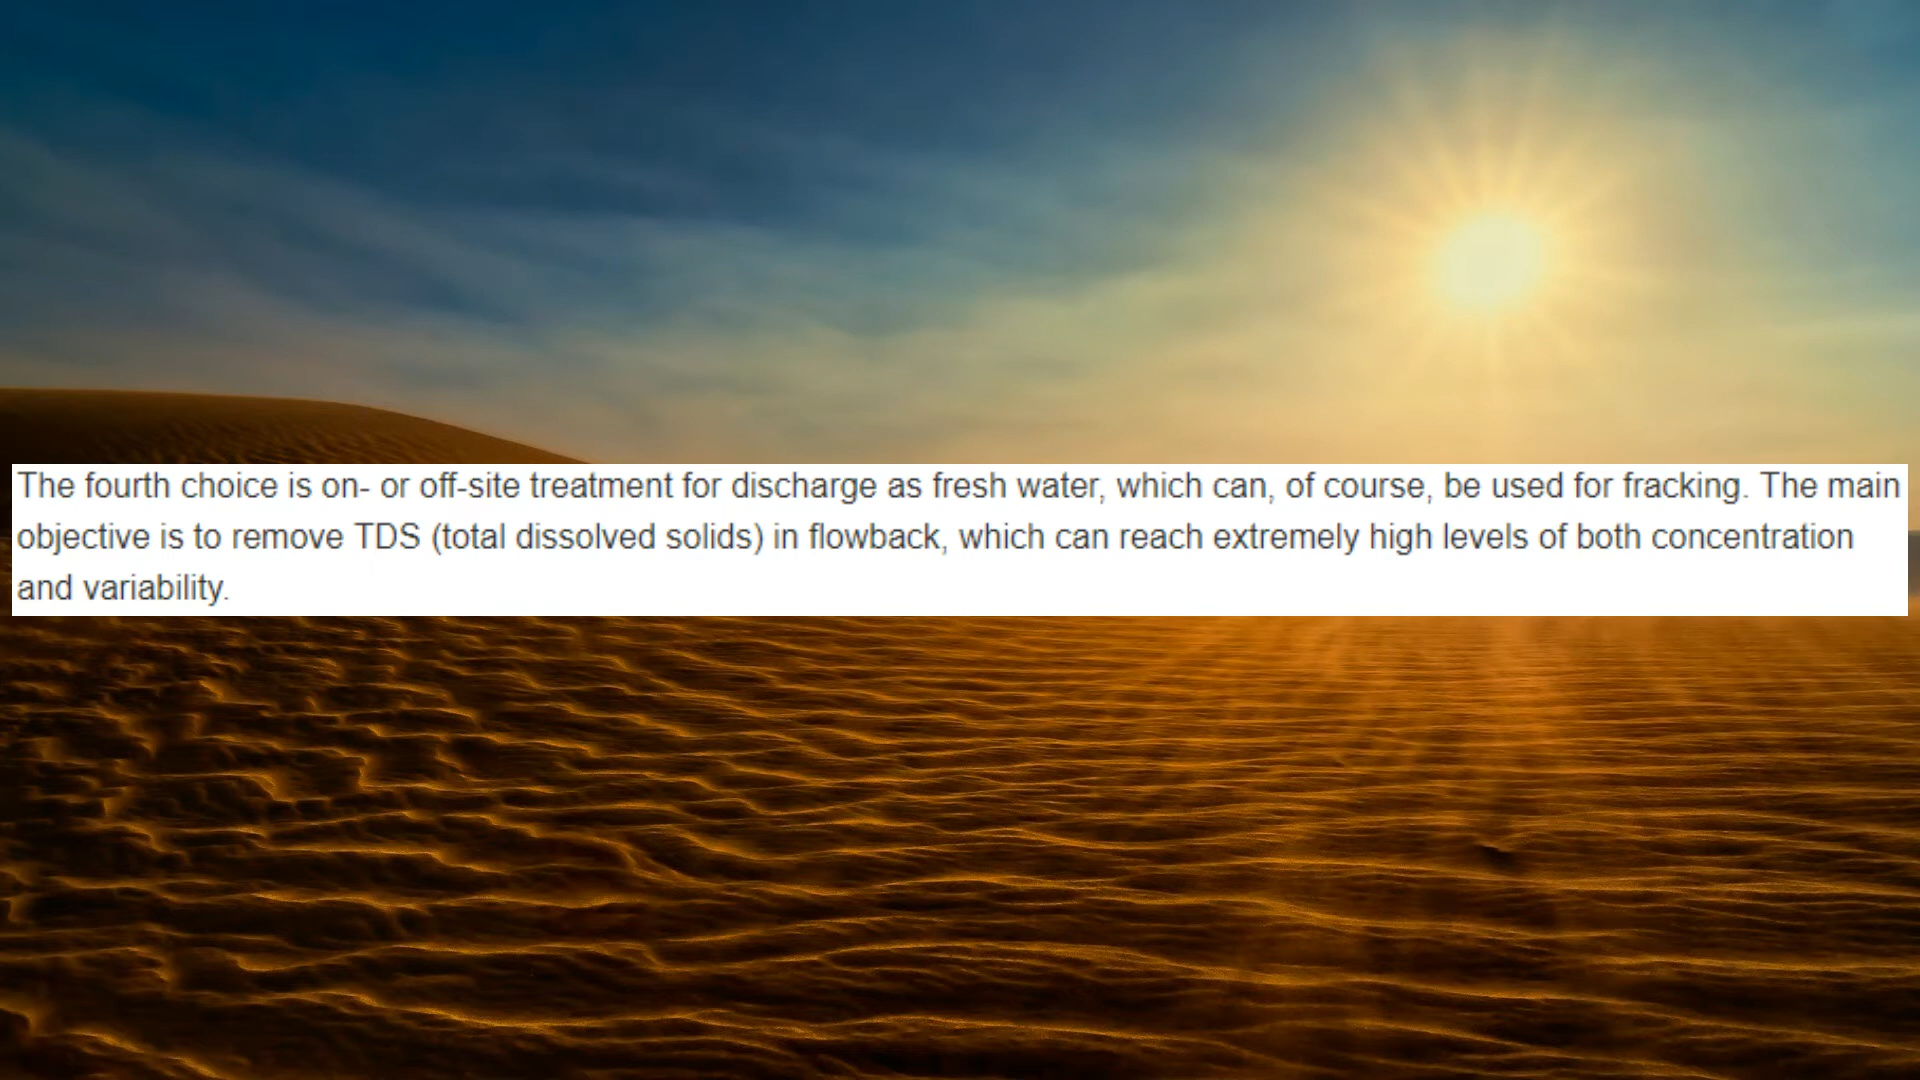 The fourth choice is on- or off-site treatment for discharge as fresh water, which can, of course, be used for fracking. The main
objective is to remove TDS (total dissolved solids) in flowback, which can reach extremely high levels of both concentration
and variability.